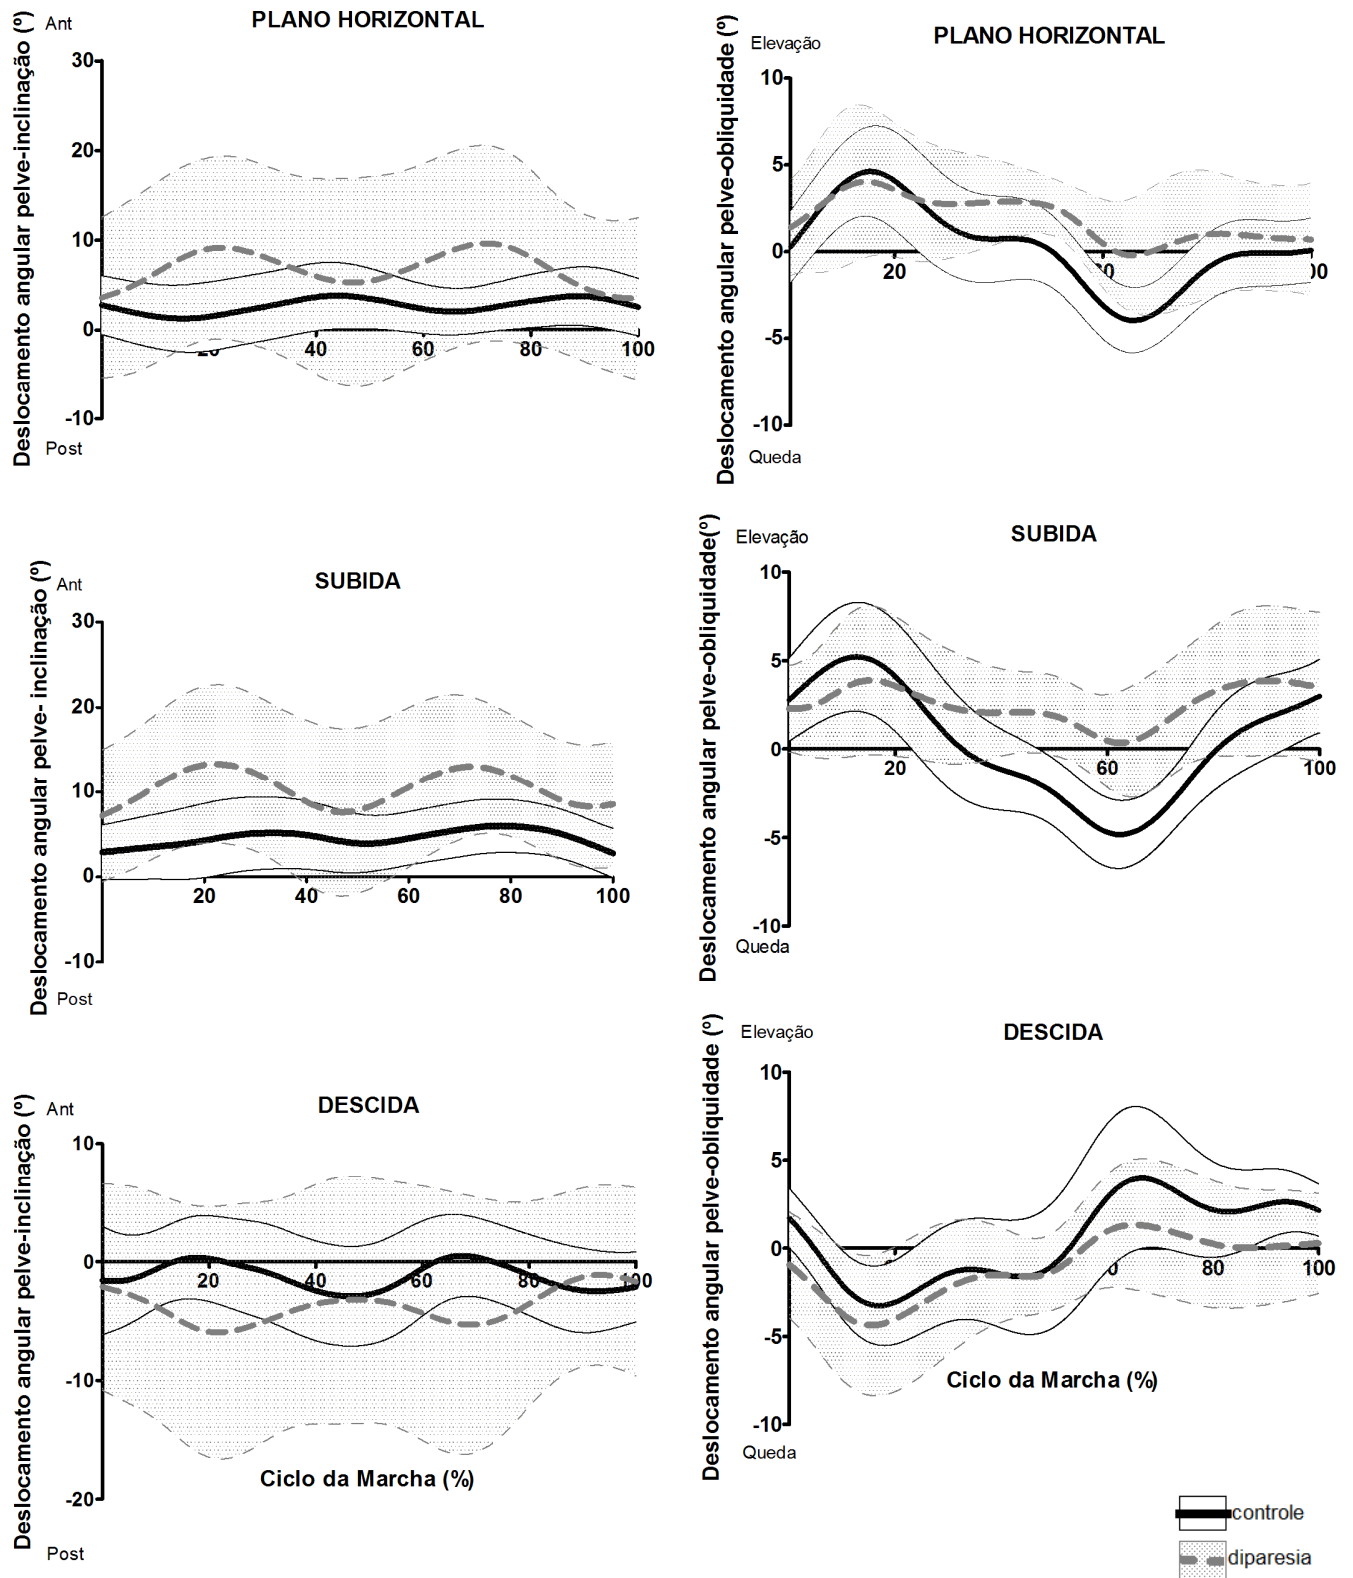 Ant
PLANO HORIZONTAL
Deslocamento angular pelve-inclinação (º)
30
20
10
0
-10
20
40
60
80
100
Post
PLANO HORIZONTAL
Deslocamento angular pelve-obliquidade (º)
Elevação
10
5
0
-5
-10
20
Queda
SUBIDA
Deslocamento angular pelve- inclinação (º)
Ant
30
20
10
0
-10
20
40
60
80
100
Post
SUBIDA
Deslocamento angular pelve-obliquidade(º)
Elevação
10
5
0
-5
-10
20
60
100
Queda
DESCIDA
Deslocamento angular pelve-inclinação (º)
Ant
10
0
-10
-20
20
40
60
80
100
Ciclo da Marcha (%)
Post
DESCIDA
Deslocamento angular pelve-obliquidade (º)
Elevação
10
5
0
-5
-10
80
100
Ciclo da Marcha (%)
Queda
controle
diparesia